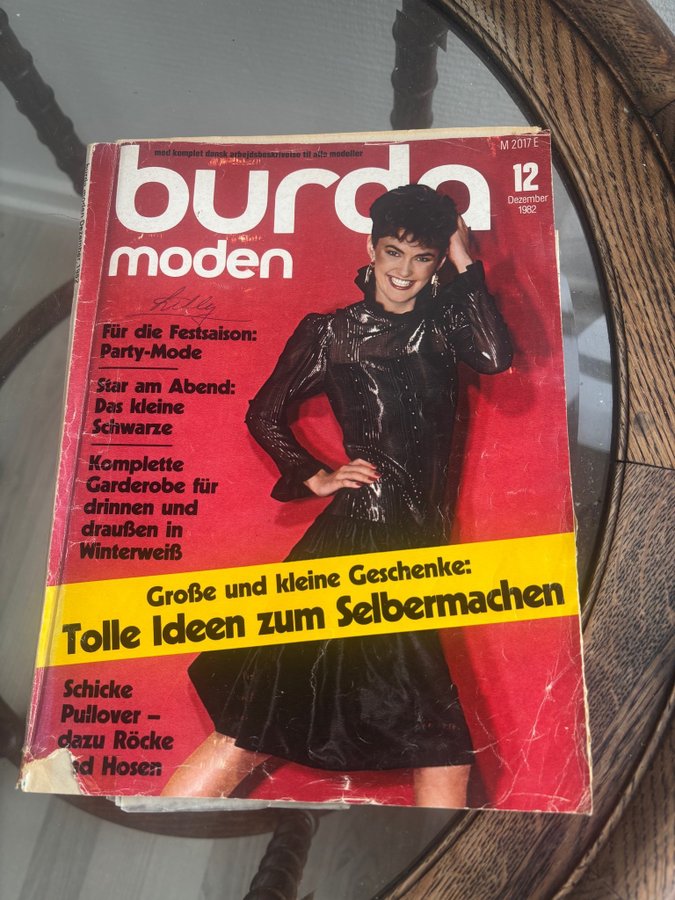 med komplet dansk arbejdsbeskrivelse til alle modeller
M 2017 E
burda
moden
12
Dezember
1982
Für die Festsaison:
Party-Mode
Star am Abend:
Das kleine
Schwarze
Komplette
Garderobe für
drinnen und
draußen in
Winterweiß
Große und kleine Geschenke:
Tolle Ideen zum Selbermachen
Schicke
Pullover –
dazu Röcke
nd Hosen